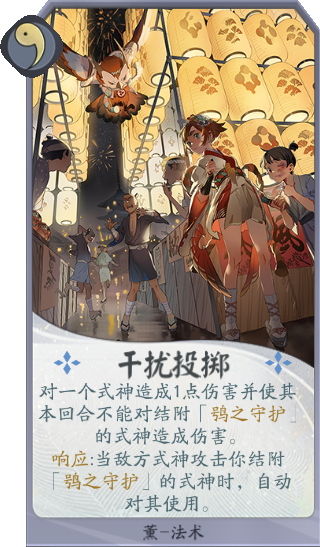 干扰投掷
对一个式神造成1点伤害并使其
本回合不能对结附「鸮之守护」
的式神造成伤害。
响应:当敌方式神攻击你结附
「鸮之守护」的式神时，自动
对其使用。
薰-法术